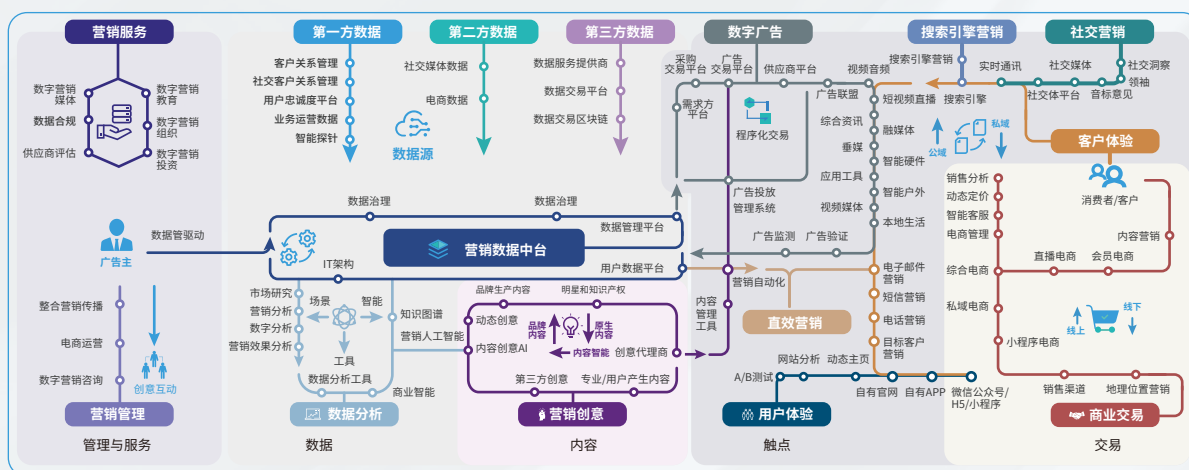 营销服务
第一方数据
第二方数据
第三方数据
数字广告
搜索引擎营销
社交营销
数字营销
媒体
数据合规
供应商评估
数字营销
教育
数字营销
组织
数字营销
投资
客户关系管理
社交客户关系管理
用户忠诚度平台
业务运营数据
智能探针
数据源
社交媒体数据
电商数据
数据服务提供商
数据交易平台
数据交易区块链
采购
交易平台
广告
交易平台
供应商平台
需求方
平台
程序化交易
广告联盟
视频音频
短视频直播
综合资讯
融媒体
垂媒
智能硬件
应用工具
智能户外
视频媒体
本地生活
广告投放
管理系统
广告监测
广告验证
搜索引擎营销
搜索引擎
公域
私域
实时通讯
社交媒体
社交洞察
领袖
社交体平台
音标意见
客户体验
消费者/客户
销售分析
动态定价
智能客服
电商管理
综合电商
私域电商
小程序电商
直播电商
会员电商
内容营销
线上
线下
销售渠道
地理位置营销
商业交易
广告主
数据管驱动
数据治理
数据治理
数据管理平台
营销数据中台
用户数据平台
IT架构
整合营销传播
电商运营
数字营销咨询
创意互动
营销管理
管理与服务
市场研究
营销分析
数字分析
营销效果分析
场景
智能
工具
知识图谱
营销人工智能
数据分析工具
商业智能
数据分析
数据
品牌生产内容
明星和知识产权
动态创意
内容创意AI
品牌
内容
原生
内容
内容智能
创意代理商
第三方创意
专业/用户产生内容
营销创意
内容
内容
管理
工具
营销自动化
直效营销
电子邮件
营销
短信营销
电话营销
目标客户
营销
网站分析
动态主页
A/B测试
自有官网
自有APP
微信公众号/
H5/小程序
用户体验
触点
交易